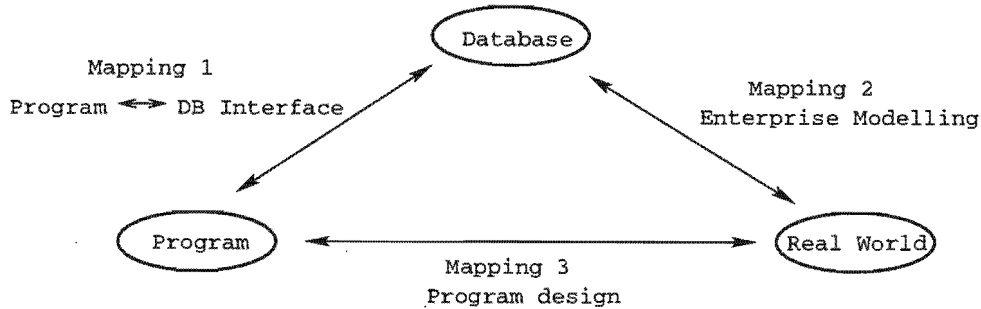 Database
Mapping 1
Program ⟷ DB Interface
Mapping 2
Enterprise Modelling
Program
Real World
Mapping 3
Program design